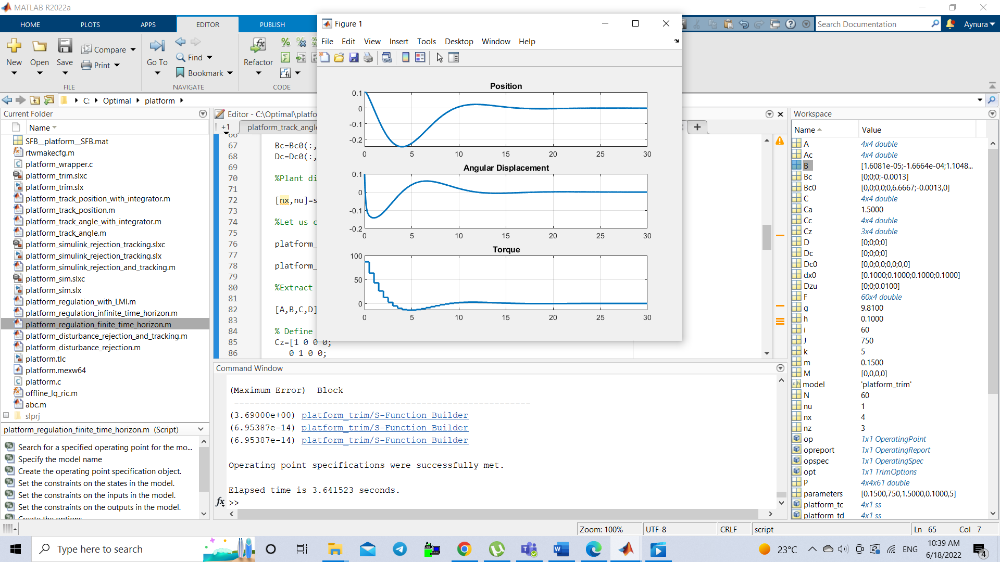 MATLAB R2022a
HOME PLOTS APPS EDITOR PUBLISH
Search Documentation
Aynura
New
Open
Save
Compare
Print
FILE
Go To
Find
Bookmark
NAVIGATE
Refactor
CODE
Figure 1
File Edit View Insert Tools Desktop Window Help
C: Optimal platform
Current Folder
Name
SFB__platform__SFB.mat
rtwmakecfg.m
platform_wrapper.c
platform_trim.slxc
platform_trim.slx
platform_track_position_with_integrator.m
platform_track_position.m
platform_track_angle_with_integrator.m
platform_track_angle.m
platform_simulink_rejection_tracking.slxc
platform_simulink_rejection_tracking.slx
platform_simulink_rejection_and_tracking.m
platform_sim.slxc
platform_sim.slx
platform_regulation_with_LMI.m
platform_regulation_infinite_time_horizon.m
platform_regulation_finite_time_horizon.m
platform_disturbance_rejection_and_tracking.m
platform_disturbance_rejection.m
platform.tlc
platform.mexw64
platform.c
offline_lq_ric.m
abc.m
slprj
platform_regulation_finite_time_horizon.m (Script)
Search for a specified operating point for the mo...
Specify the model name
Create the operating point specification object.
Set the constraints on the states in the model.
Set the constraints on the inputs in the model.
Set the constraints on the outputs in the model.
Create the options
Editor - C:\Optimal\platfo
+1 platform_track_angle
66
67 Bc=Bc0(:,
68 Dc=Dc0(:,
69
70 %Plant di
71
72 [nx,nu]=s
73
74 %Let us c
75
76 platform_
77
78 platform_
79
80 %Extract
81
82 [A,B,C,D]
83
84 % Define
85 Cz=[1 0 0 0;
86 0 1 0 0;
Position
0.1
0
-0.1
-0.2
0 5 10 15 20 25 30
Angular Displacement
0.1
0
-0.1
-0.2
0 5 10 15 20 25 30
Torque
100
50
0
0 5 10 15 20 25 30
Command Window
(Maximum Error) Block
---------------------------------------------------------
(3.69000e+00) platform_trim/S-Function Builder
(6.95387e-14) platform_trim/S-Function Builder
(6.95387e-14) platform_trim/S-Function Builder
Operating point specifications were successfully met.
Elapsed time is 3.641523 seconds.
fx >>
Workspace
Name Value
A 4x4 double
Ac 4x4 double
B [1.6081e-05;-1.6664e-04;1.1048...
Bc [0;0;0;-0.0013]
Bc0 [0,0;0,0;0,6.6667;-0.0013,0]
C 4x4 double
Ca 1.5000
Cc 4x4 double
Cz 3x4 double
D [0;0;0;0]
Dc [0;0;0;0]
Dc0 [0,0;0,0;0,0;0,0]
dx0 [0.1000;0.1000;0.1000;0.1000]
Dzu [0;0;0.0100]
F 60x4 double
g 9.8100
h 0.1000
i 60
J 750
k 5
m 0.1500
M [0,0,0,0]
model 'platform_trim'
N 60
nu 1
nx 4
nz 3
op 1x1 OperatingPoint
opreport 1x1 OperatingReport
opspec 1x1 OperatingSpec
opt 1x1 TrimOptions
P 4x4x61 double
parameters [0.1500,750,1.5000,0.1000,5]
platform_tc 4x1 ss
platform_td 4x1 ss
Zoom: 100% UTF-8 CRLF script Ln 65 Col 7
Type here to search
23°C
ENG
10:39 AM
6/18/2022
4